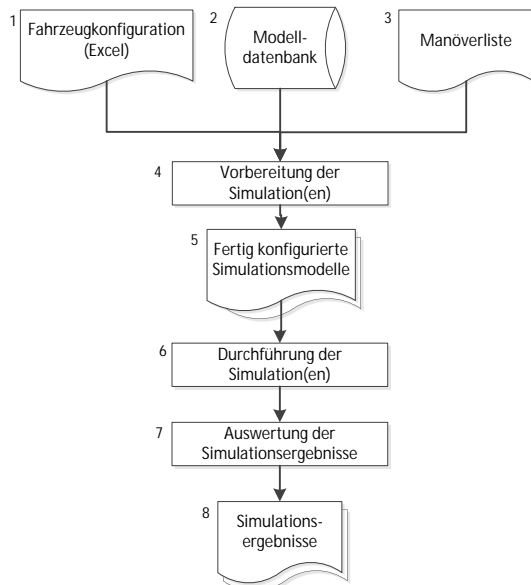 1
Fahrzeugkonfiguration
(Excel)
2
Modell-
datenbank
3
Manöverliste
4
Vorbereitung der
Simulation(en)
5
Fertig konfigurierte
Simulationsmodelle
6
Durchführung der
Simulation(en)
7
Auswertung der
Simulationsergebnisse
8
Simulations-
ergebnisse